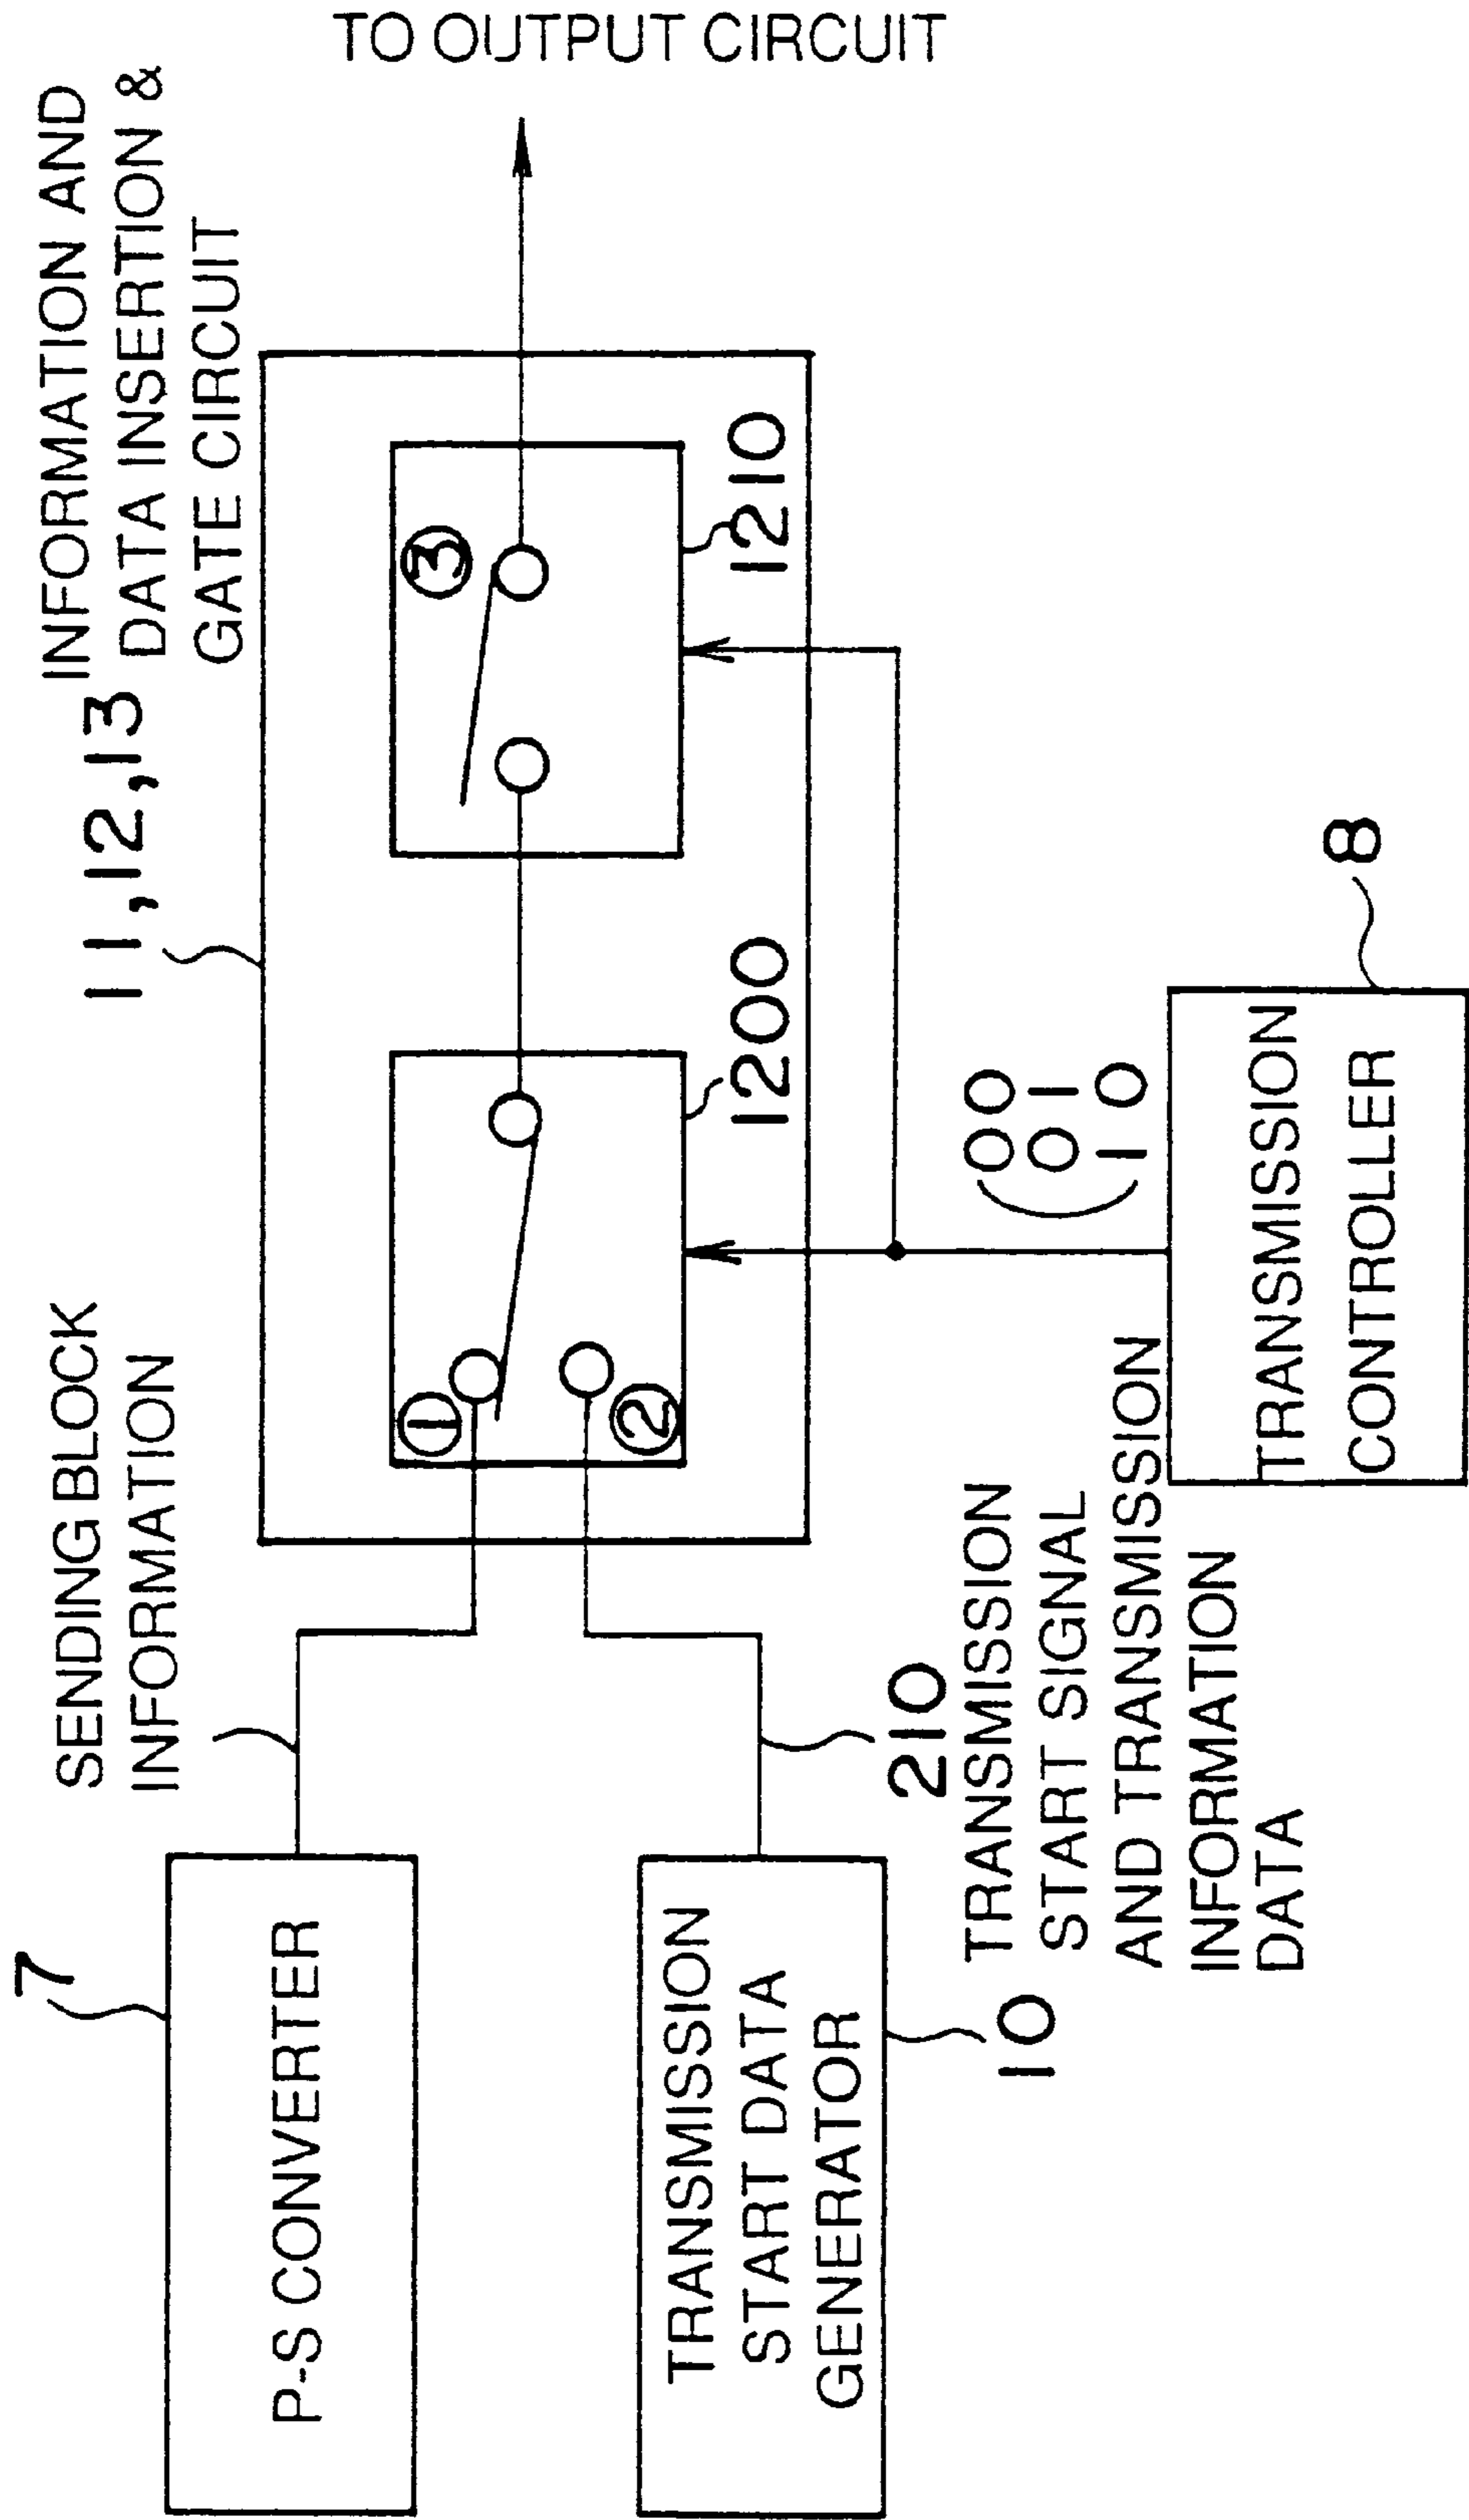 7
P-S CONVERTER
SENDING BLOCK
INFORMATION
11,12,13
INFORMATION AND
DATA INSERTION &
GATE CIRCUIT
TO OUTPUT CIRCUIT
①
②
1200
③
1210
TRANSMISSION
START DATA
GENERATOR
10
210
TRANSMISSION
START SIGNAL
AND TRANSMISSION
INFORMATION
DATA
00
01
10
TRANSMISSION
CONTROLLER
8